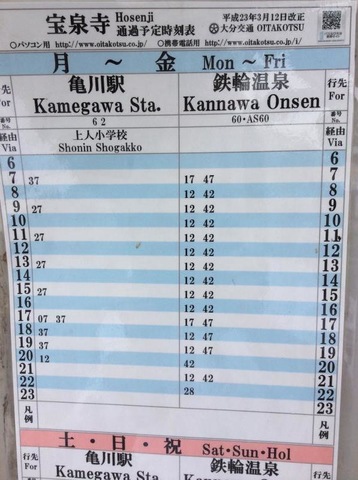 宝泉寺 Hosenji 平成23年3月12日改正
通過予定時刻表 大分交通 OITAKOTSU
○パソコン用 http://www.oitakotsu.co.jp/ ○携帯電話用 http://www.oitakotsu.co.jp/i/
月 ～ 金 Mon ～ Fri
行先 For 亀川駅 Kamegawa Sta. 鉄輪温泉 Kannawa Onsen 行先 For
番号 No. 62 60・AS60 番号 No.
経由 Via 上人小学校 Shonin Shogakko 経由 Via
6 6
7 37 17 47 7
8 12 42 8
9 27 12 42 9
10 12 42 10
11 27 12 42 11
12 12 42 12
13 27 12 42 13
14 12 42 14
15 27 12 42 15
16 12 42 16
17 07 37 12 47 17
18 37 12 42 18
19 37 12 47 19
20 12 42 20
21 12 42 21
22 28 22
23 23
凡例 凡例
土・日・祝 Sat・Sun・Hol
行先 For 亀川駅 Kamegawa Sta. 鉄輪温泉 Kannawa Onsen 行先 For